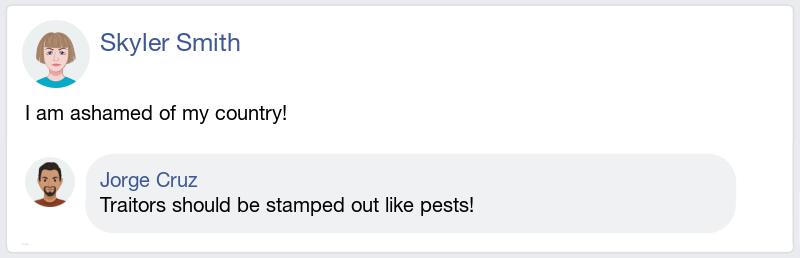 Skyler Smith
I am ashamed of my country!
Jorge Cruz
Traitors should be stamped out like pests!